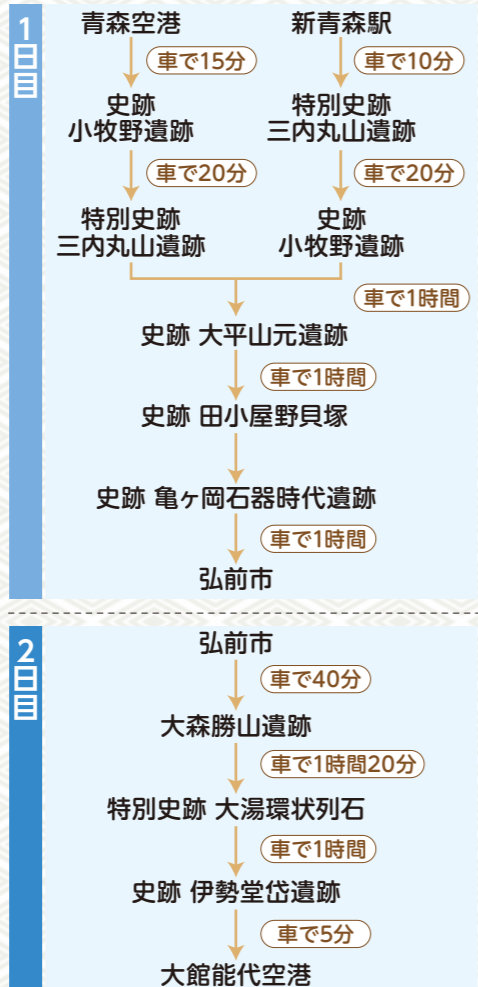 1日目
青森空港
新青森駅
車で15分
車で10分
史跡
小牧野遺跡
特別史跡
三内丸山遺跡
車で20分
車で20分
特別史跡
三内丸山遺跡
史跡
小牧野遺跡
車で1時間
史跡 大平山元遺跡
車で1時間
史跡 田小屋野貝塚
史跡 亀ヶ岡石器時代遺跡
車で1時間
弘前市
2日目
弘前市
車で40分
大森勝山遺跡
車で1時間20分
特別史跡 大湯環状列石
車で1時間
史跡 伊勢堂岱遺跡
車で5分
大館能代空港